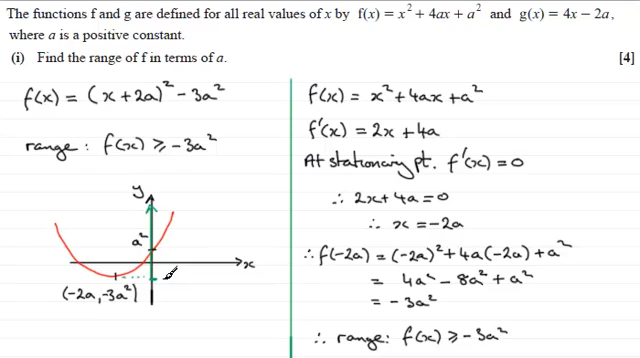 The functions f and g are defined for all real values of x by f(x) = x² + 4ax + a² and g(x) = 4x − 2a,
where a is a positive constant.
(i) Find the range of f in terms of a. [4]
f(x) = (x + 2a)² − 3a²
range: f(x) ⩾ −3a²
y
a²
x
(−2a, −3a²)
f(x) = x² + 4ax + a²
f'(x) = 2x + 4a
At stationary pt. f'(x) = 0
∴ 2x + 4a = 0
∴ x = −2a
∴ f(−2a) = (−2a)² + 4a(−2a) + a²
= 4a² − 8a² + a²
= −3a²
∴ range: f(x) ⩾ −3a²